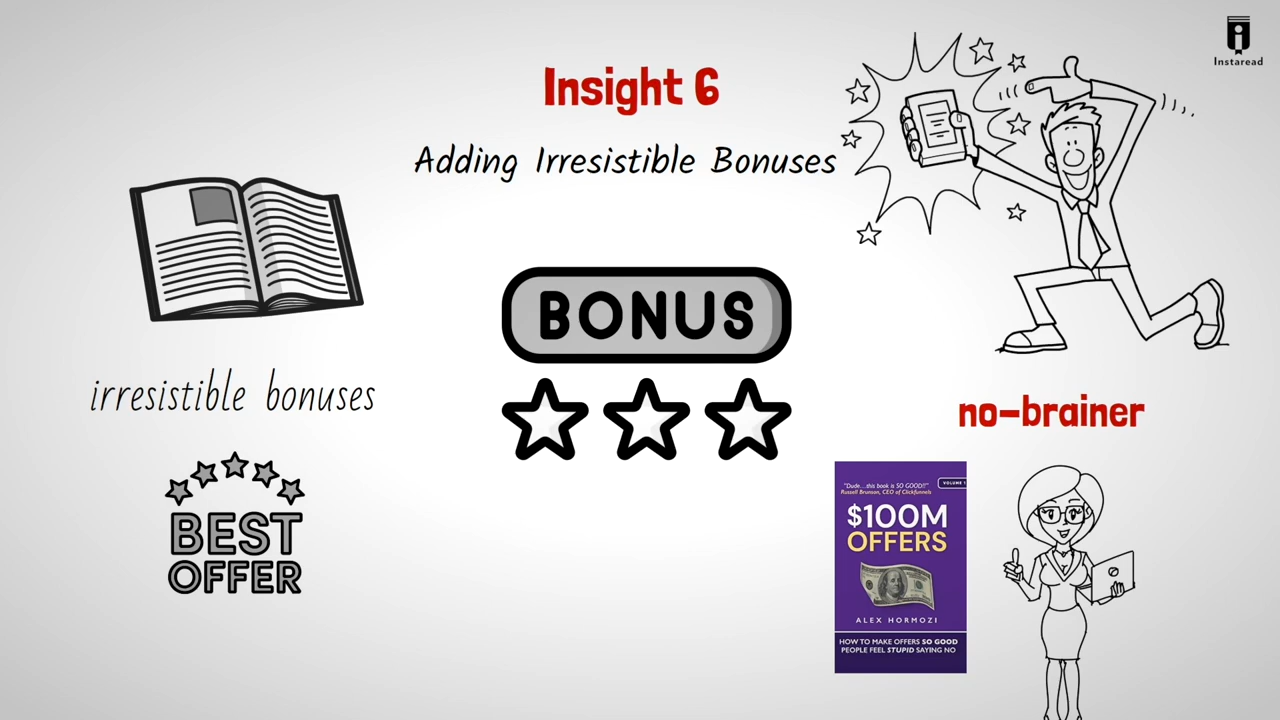 Insight 6
Adding Irresistible Bonuses
Instaread
BONUS
irresistible bonuses
BEST
OFFER
no-brainer
"Dude...this book is SO GOOD!!"
Russell Brunson, CEO of Clickfunnels
VOLUME 1
$100M
OFFERS
ALEX HORMOZI
HOW TO MAKE OFFERS SO GOOD
PEOPLE FEEL STUPID SAYING NO